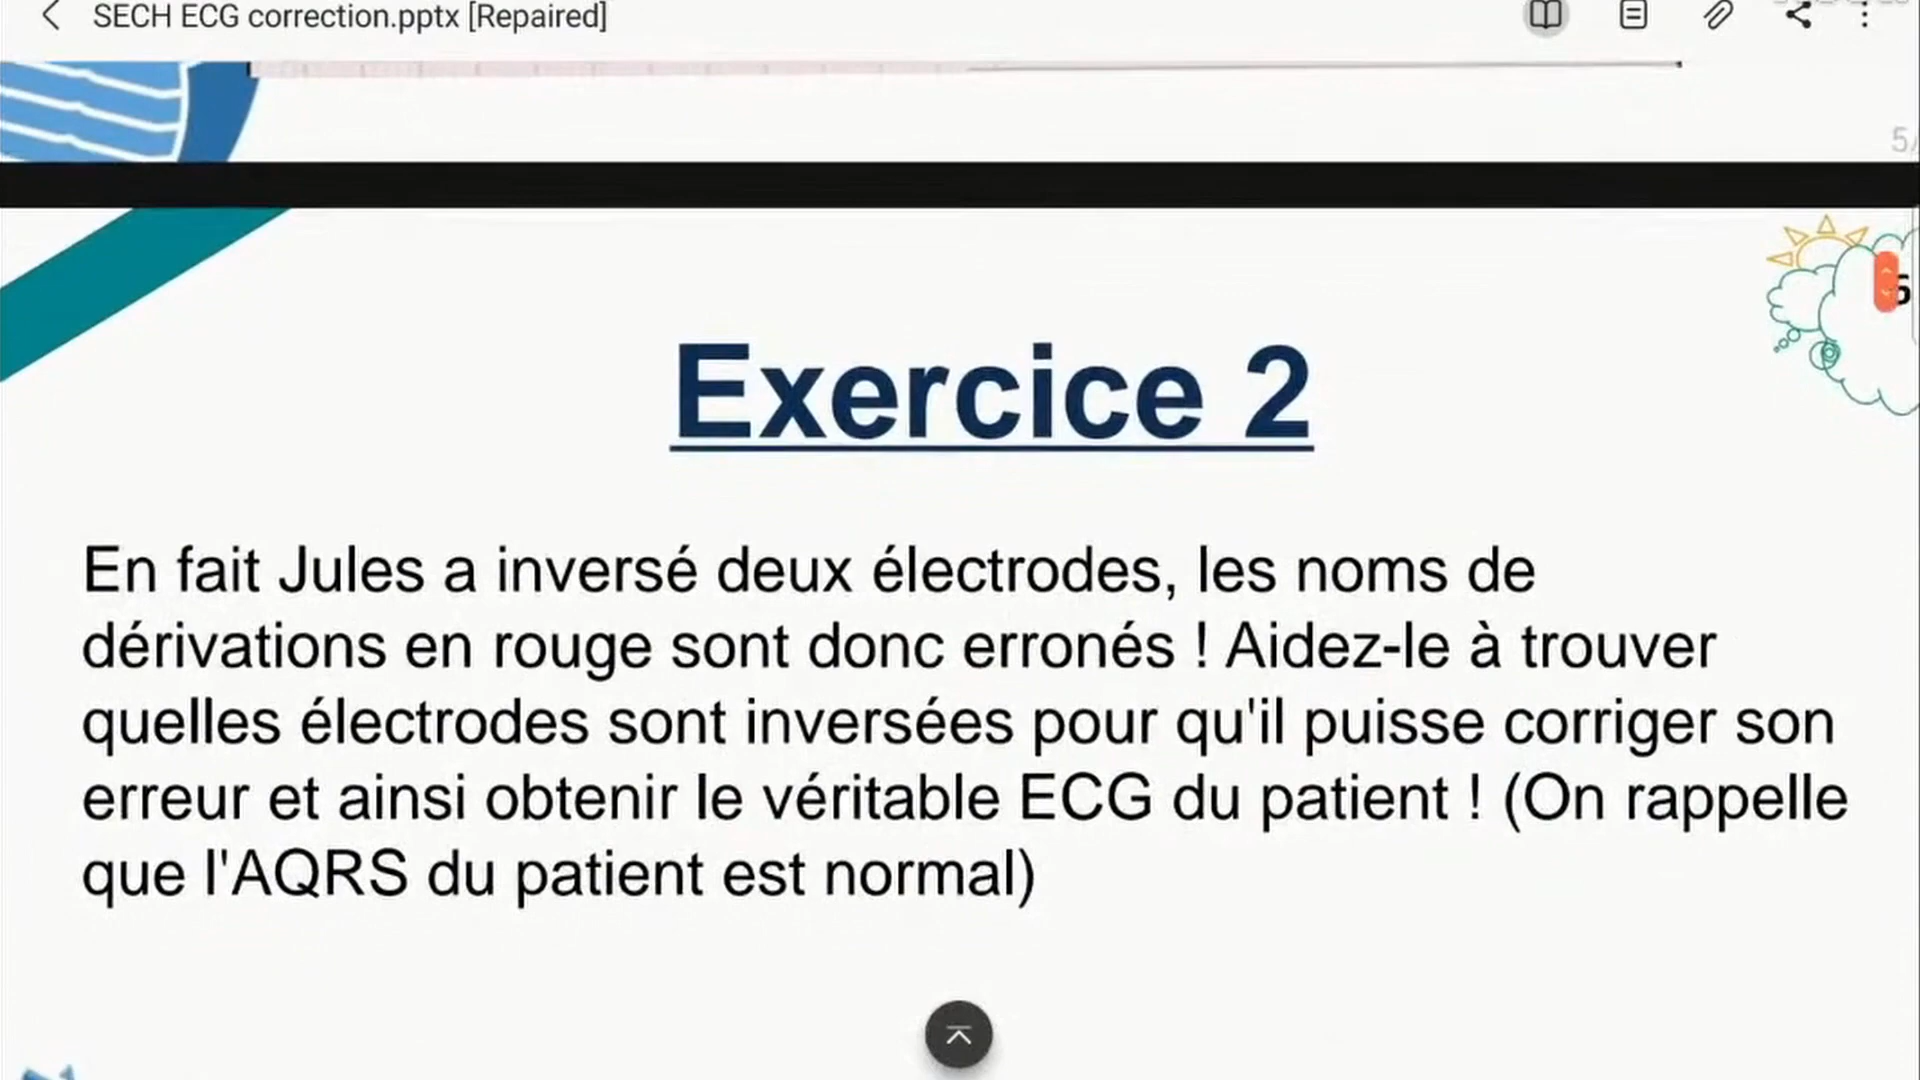 SECH ECG correction.pptx [Repaired]
5/
6
Exercice 2
En fait Jules a inversé deux électrodes, les noms de
dérivations en rouge sont donc erronés ! Aidez-le à trouver
quelles électrodes sont inversées pour qu'il puisse corriger son
erreur et ainsi obtenir le véritable ECG du patient ! (On rappelle
que l'AQRS du patient est normal)